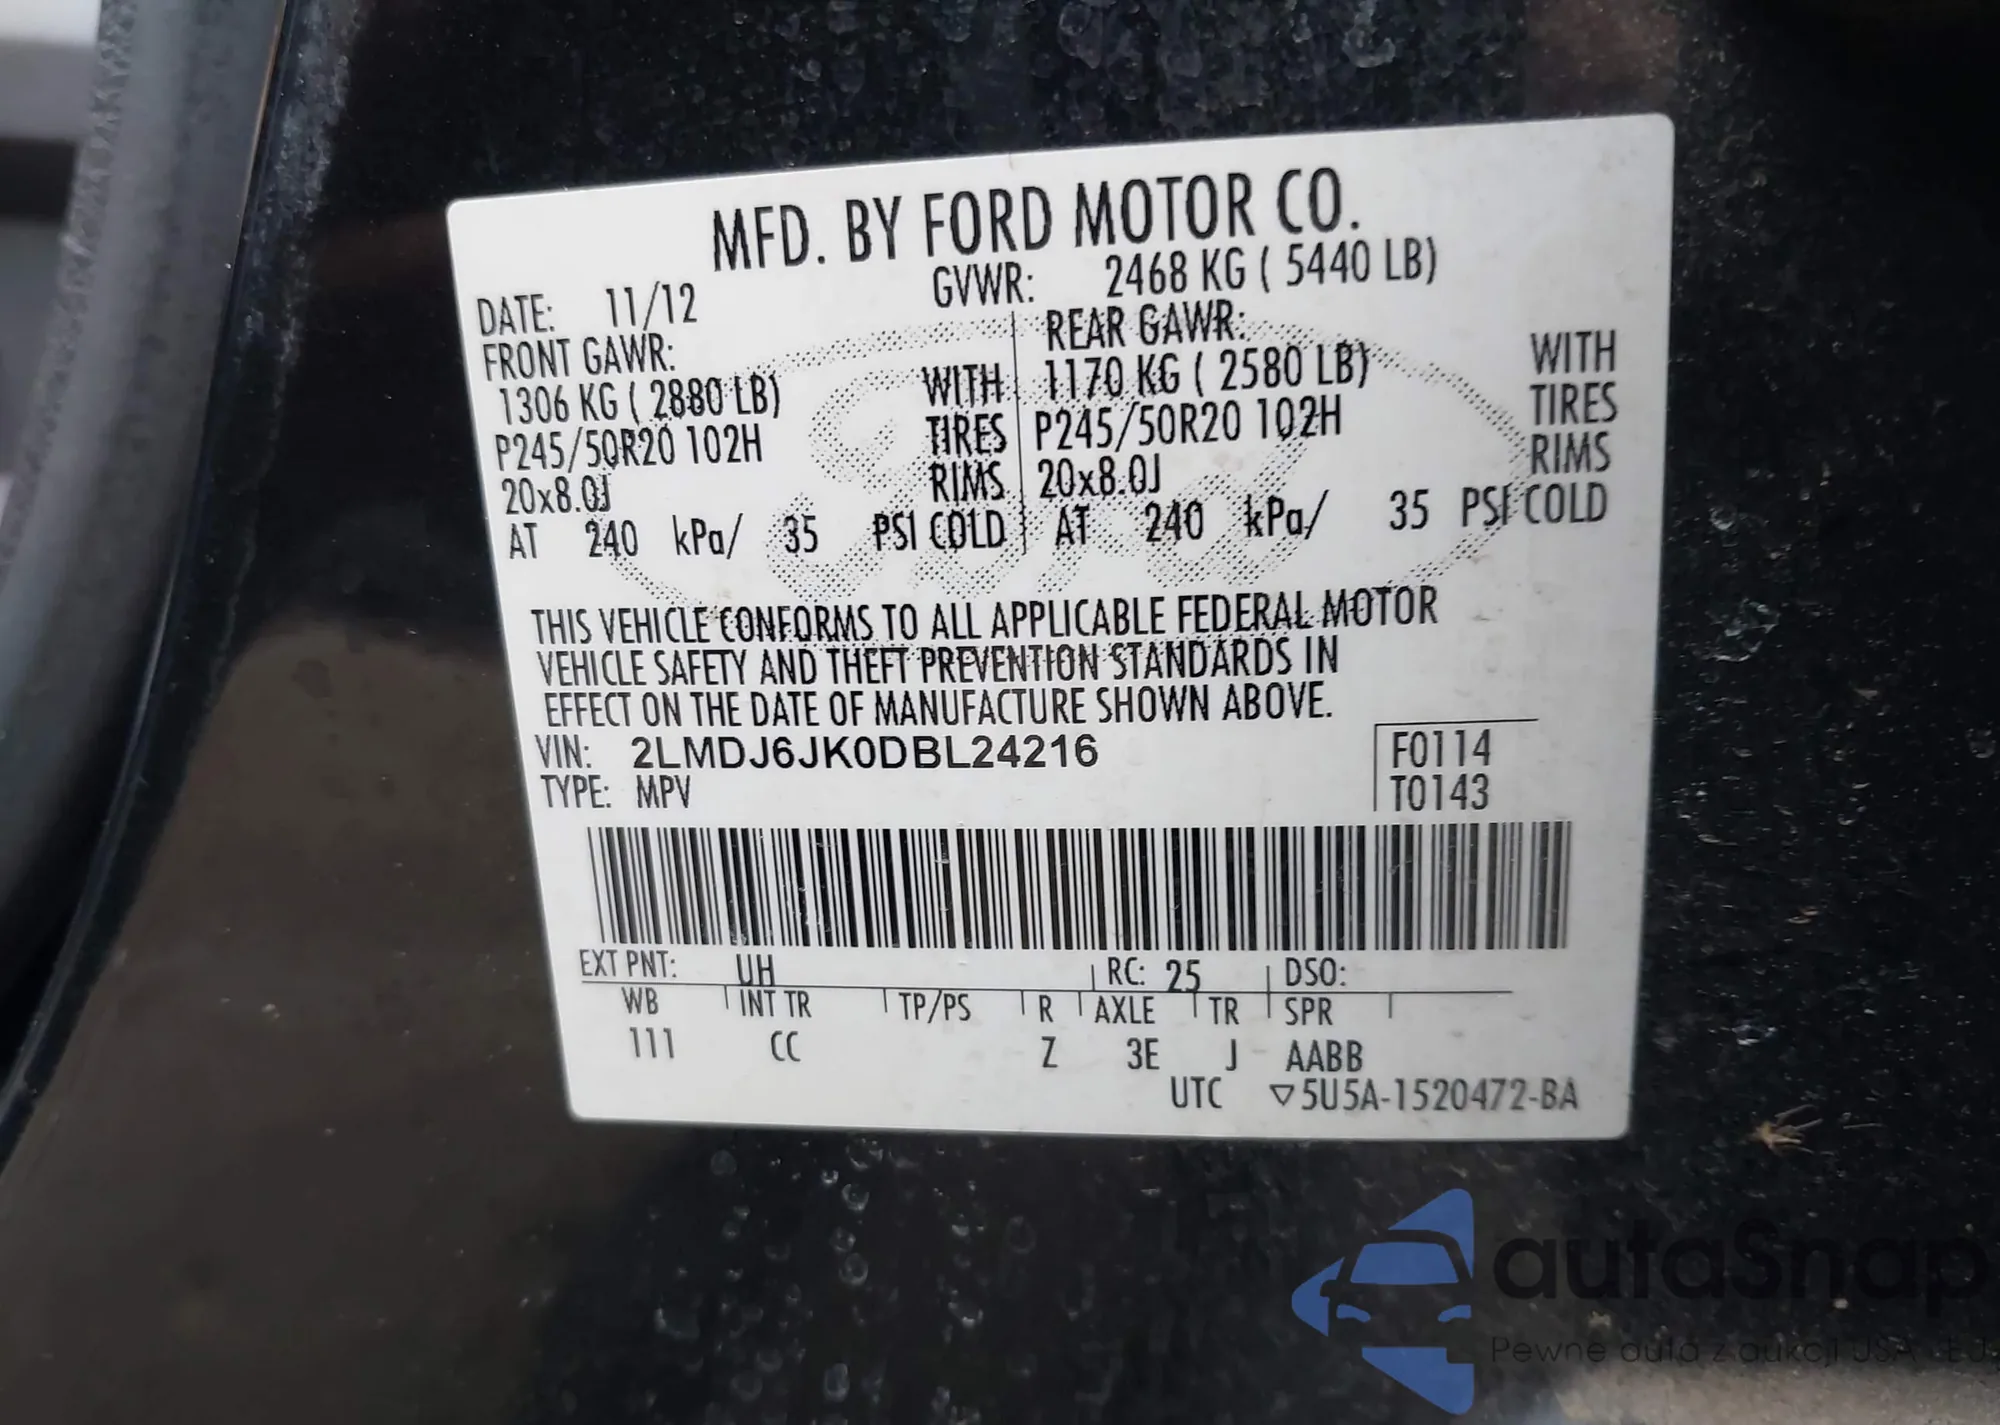 MFD. BY FORD MOTOR CO.
DATE: 11/12 GVWR: 2468 KG ( 5440 LB)
FRONT GAWR: REAR GAWR:
1306 KG ( 2880 LB) WITH 1170 KG ( 2580 LB) WITH
P245/50R20 102H TIRES P245/50R20 102H TIRES
20x8.0J RIMS 20x8.0J RIMS
AT 240 kPa/ 35 PSI COLD AT 240 kPa/ 35 PSI COLD
THIS VEHICLE CONFORMS TO ALL APPLICABLE FEDERAL MOTOR
VEHICLE SAFETY AND THEFT PREVENTION STANDARDS IN
EFFECT ON THE DATE OF MANUFACTURE SHOWN ABOVE.
VIN: 2LMDJ6JK0DBL24216 F0114
TYPE: MPV T0143
EXT PNT: UH RC: 25 DSO:
WB INT TR TP/PS R AXLE TR SPR
111 CC Z 3E J AABB
UTC ▽5U5A-1520472-BA
autoSnap
Pewne auta z aukcji USA